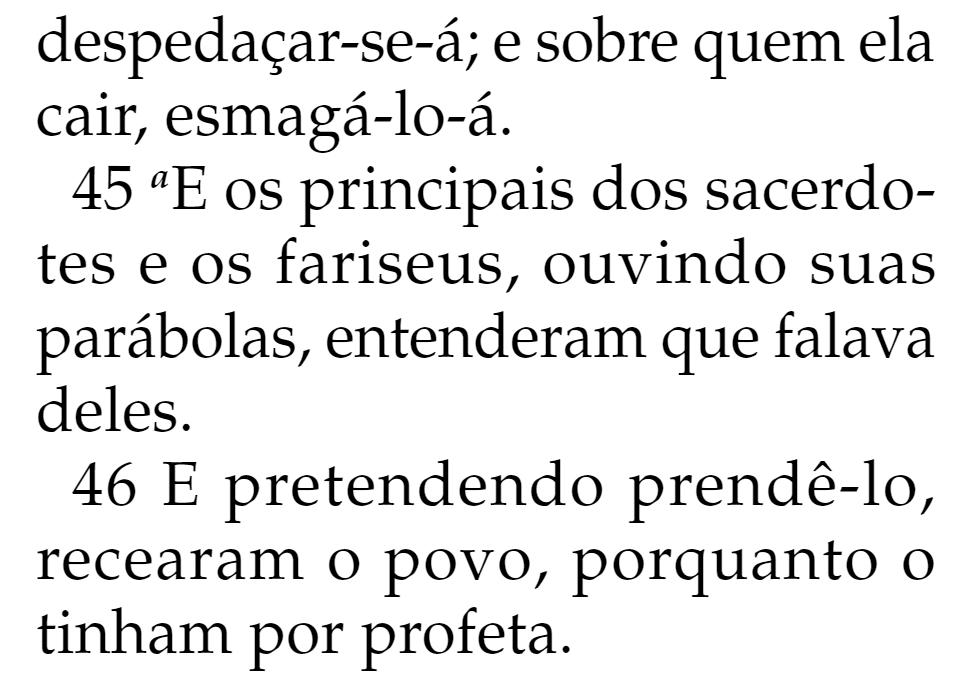 despedaçar-se-á; e sobre quem ela
cair, esmagá-lo-á.
45 ªE os principais dos sacerdo-
tes e os fariseus, ouvindo suas
parábolas, entenderam que falava
deles.
46 E pretendendo prendê-lo,
recearam o povo, porquanto o
tinham por profeta.